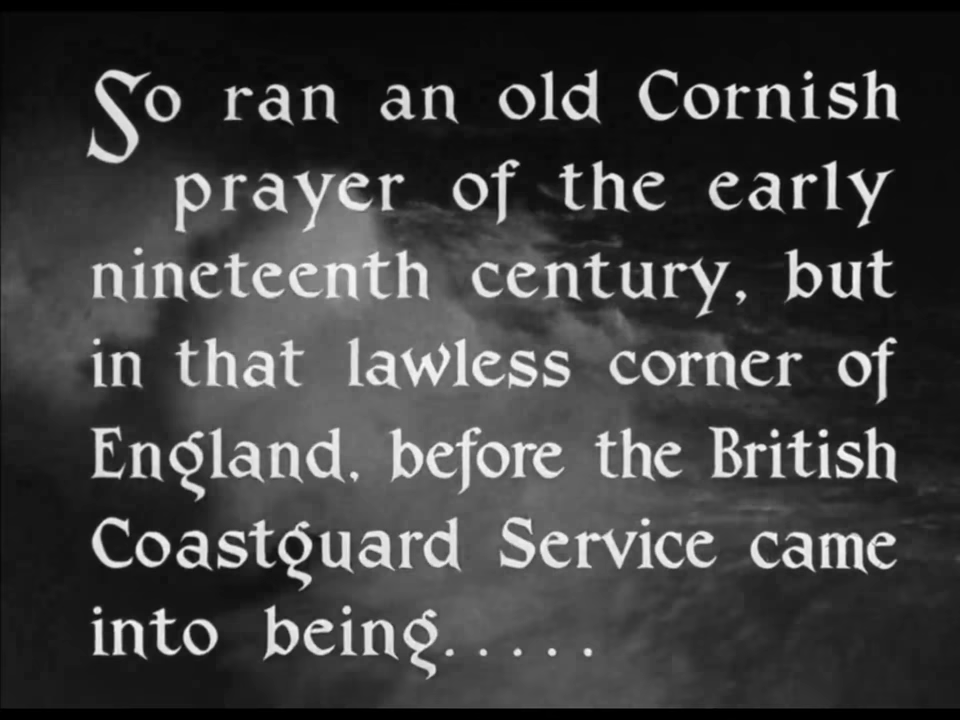 So ran an old Cornish
prayer of the early
nineteenth century, but
in that lawless corner of
England, before the British
Coastguard Service came
into being.....